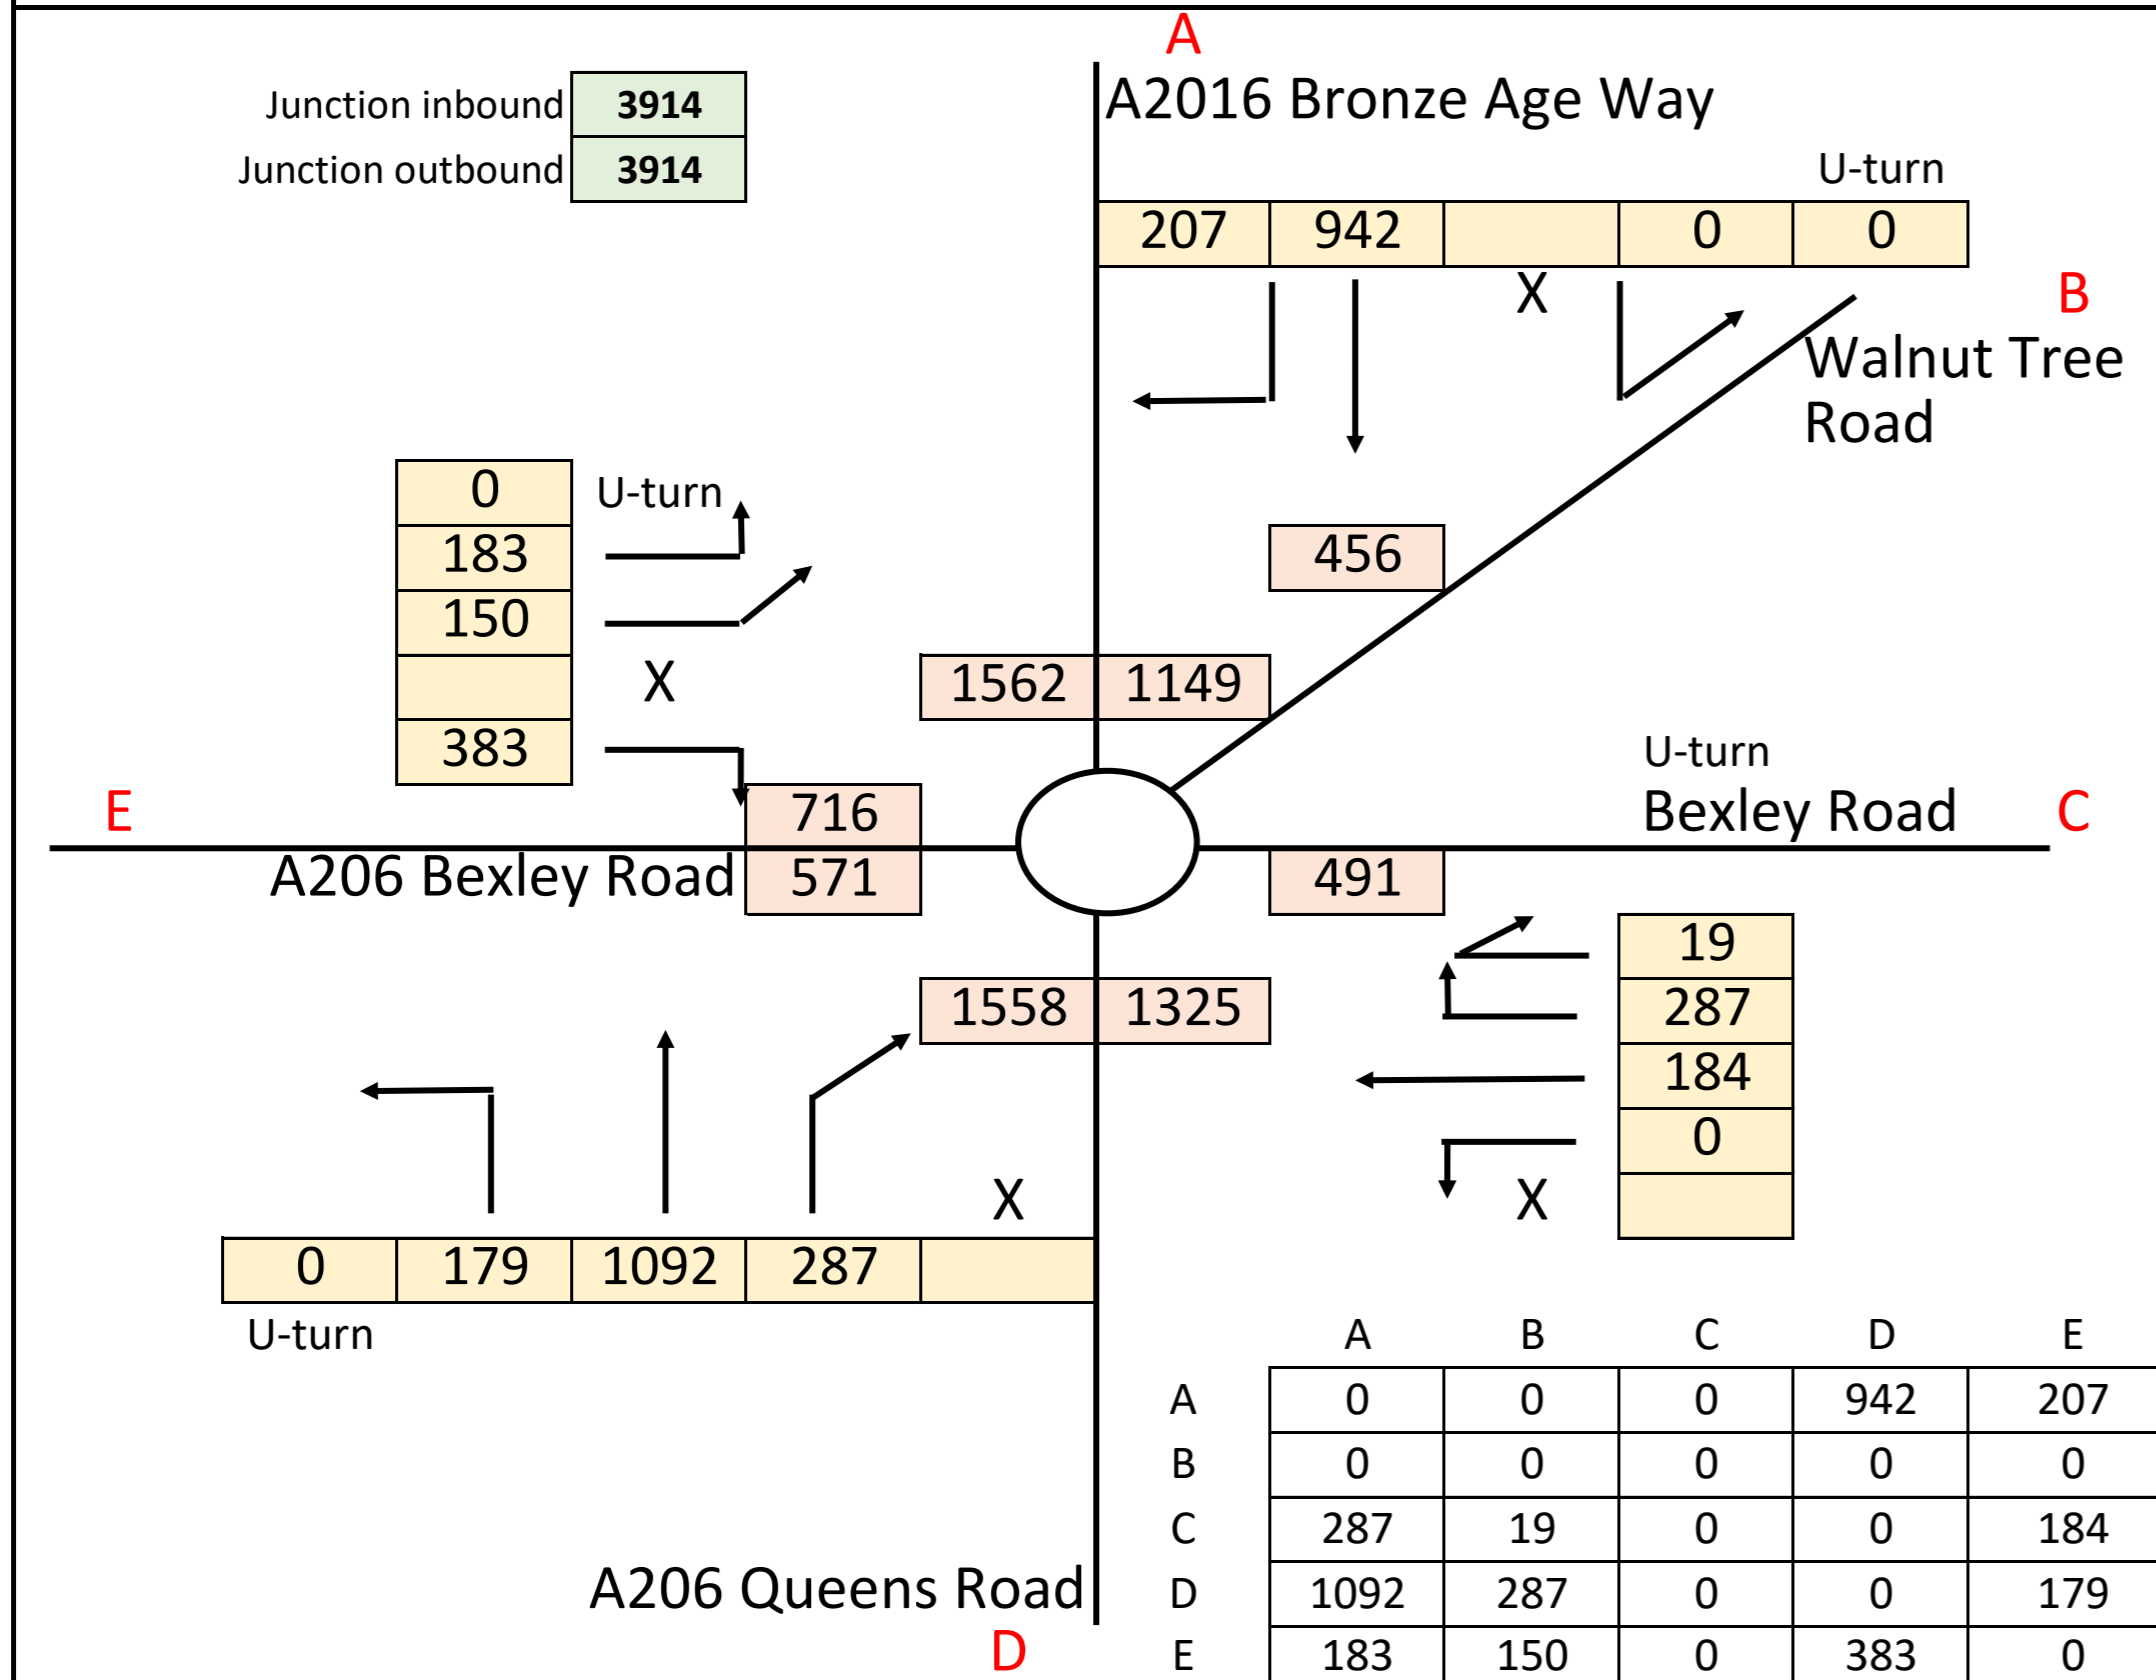 A
Junction inbound 3914
A2016 Bronze Age Way
Junction outbound 3914
U-turn
207 942 0 0
X
B
Walnut Tree
Road
0 U-turn
183
456
150
X
1562 1149
383
U-turn
E
716
Bexley Road
C
A206 Bexley Road
571
491
19
1558 1325
287
184
0
X
X
0 179 1092 287
U-turn
A B C D E
A 0 0 0 942 207
B 0 0 0 0 0
C 287 19 0 0 184
A206 Queens Road
D 1092 287 0 0 179
D
E 183 150 0 383 0